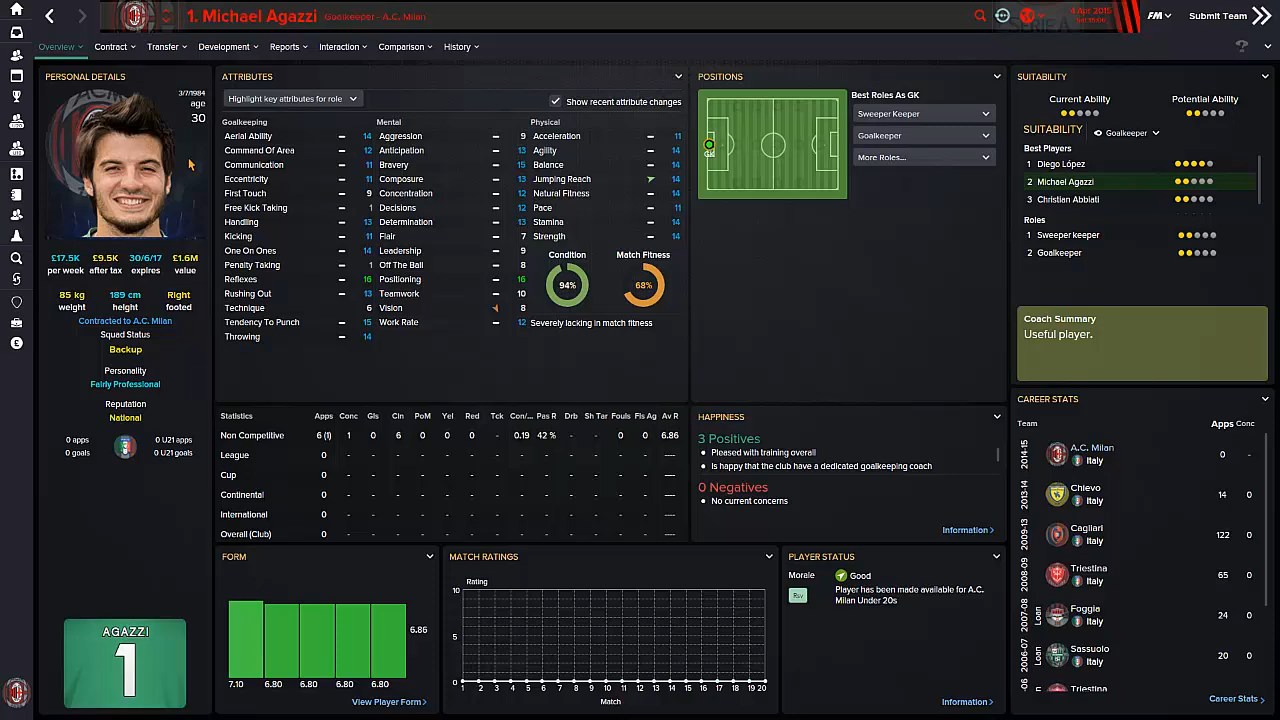 1. Michael Agazzi Goalkeeper - A.C. Milan
4 Apr 2015
FM
Submit Team
Overview Contract Transfer Development Reports Interaction Comparison History
PERSONAL DETAILS
3/7/1984
age
30
£17.5K £9.5K 30/6/17 £1.6M
per week after tax expires value
85 kg 189 cm Right
weight height footed
Contracted to A.C. Milan
Squad Status
Backup
Personality
Fairly Professional
Reputation
National
0 apps 0 U21 apps
0 goals 0 U21 goals
AGAZZI
1
ATTRIBUTES
Highlight key attributes for role
Show recent attribute changes
Goalkeeping Mental Physical
Aerial Ability 14 Aggression 9 Acceleration 11
Command Of Area 12 Anticipation 13 Agility 14
Communication 11 Bravery 15 Balance 14
Eccentricity 11 Composure 13 Jumping Reach 14
First Touch 9 Concentration 12 Natural Fitness 14
Free Kick Taking 1 Decisions 12 Pace 11
Handling 13 Determination 13 Stamina 14
Kicking 11 Flair 7 Strength 14
One On Ones 14 Leadership 9
Penalty Taking 1 Off The Ball 8
Reflexes 16 Positioning 16
Rushing Out 13 Teamwork 10
Technique 6 Vision 8
Tendency To Punch 15 Work Rate 12
Throwing 14
Condition Match Fitness
94% 68%
Severely lacking in match fitness
POSITIONS
GK
Best Roles As GK
Sweeper Keeper
Goalkeeper
More Roles...
SUITABILITY
Current Ability Potential Ability
SUITABILITY Goalkeeper
Best Players
1 Diego López
2 Michael Agazzi
3 Christian Abbiati
Roles
1 Sweeper keeper
2 Goalkeeper
Coach Summary
Useful player.
Statistics Apps Conc Gls Cln PoM Yel Red Tck Con/... Pas R Drb Sh Tar Fouls Fls Ag Av R
Non Competitive 6 (1) 1 0 6 0 0 0 - 0.19 42 % - - 0 0 6.86
League 0 - - - - - - - - - - - - - ----
Cup 0 - - - - - - - - - - - - - ----
Continental 0 - - - - - - - - - - - - - ----
International 0 - - - - - - - - - - - - - ----
Overall (Club) 0 - - - - - - - - - - - - - ----
HAPPINESS
3 Positives
• Pleased with training overall
• Is happy that the club have a dedicated goalkeeping coach
0 Negatives
• No current concerns
Information >
CAREER STATS
Team Apps Conc
2014-15 A.C. Milan 0 -
Italy
2013-14 Chievo 14 0
Italy
2009-13 Cagliari 122 0
Italy
2008-09 Triestina 65 0
Italy
2007-08 Loan Foggia 24 0
Italy
2006-07 Loan Sassuolo 20 0
Italy
-06 Triestina
Career Stats >
FORM
6.86
7.10 6.80 6.80 6.80 6.80
View Player Form >
MATCH RATINGS
Rating
10
5
0
1 2 3 4 5 6 7 8 9 10 11 12 13 14 15 16 17 18 19 20
Match
PLAYER STATUS
Morale Good
Rsv Player has been made available for A.C.
Milan Under 20s
Information >